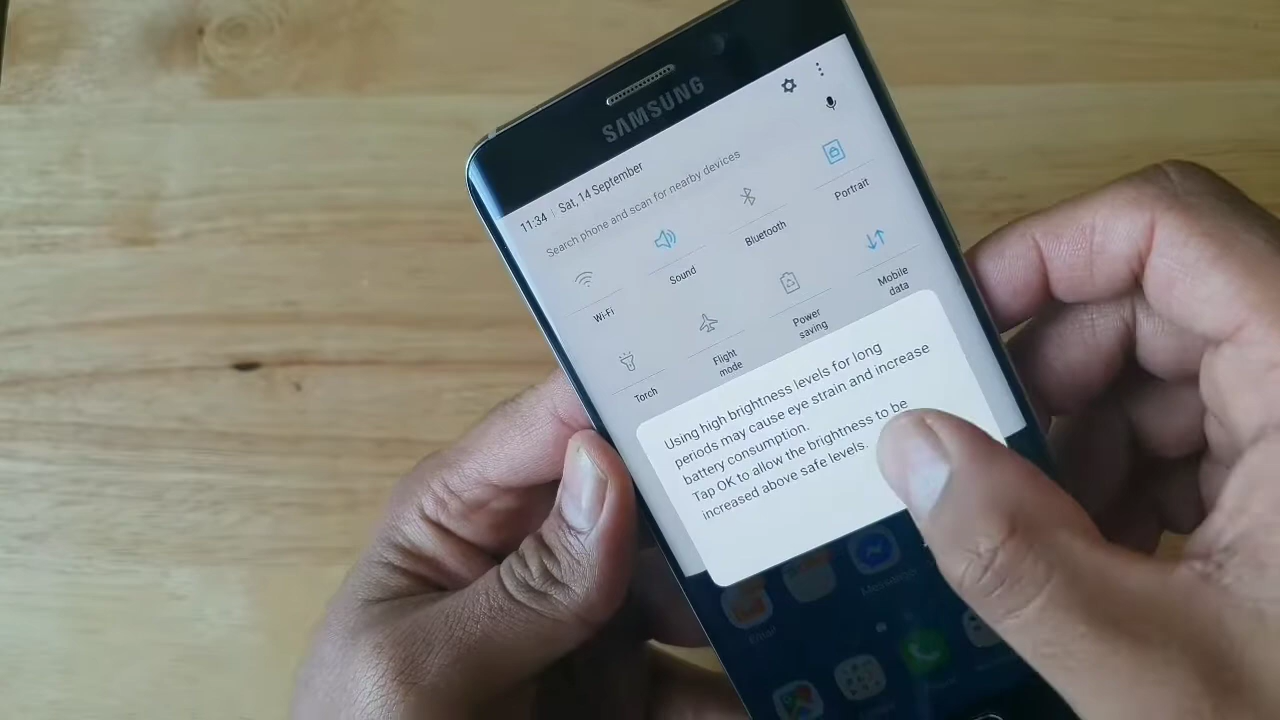 SAMSUNG
11:34 | Sat, 14 September
Search phone and scan for nearby devices
Wi-Fi
Sound
Bluetooth
Portrait
Torch
Flight
mode
Power
saving
Mobile
data
Using high brightness levels for long
periods may cause eye strain and increase
battery consumption.
Tap OK to allow the brightness to be
increased above safe levels.
Email